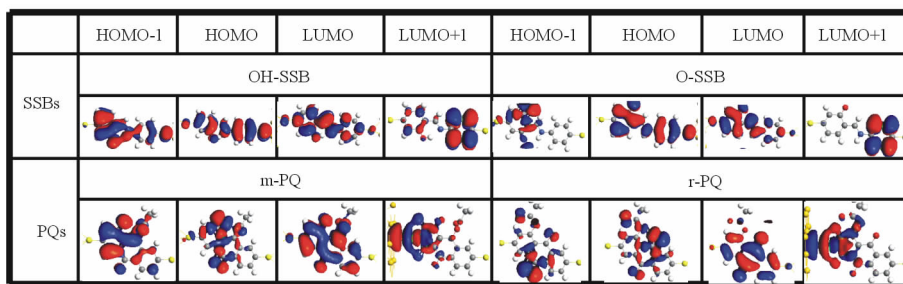 HOMO-1 HOMO LUMO LUMO+1 HOMO-1 HOMO LUMO LUMO+1
SSBs
OH-SSB O-SSB
PQs
m-PQ r-PQ